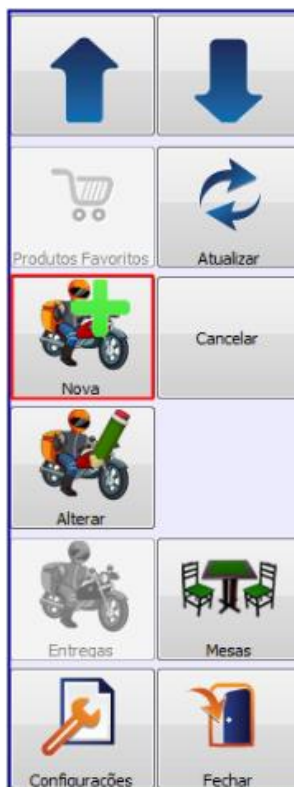 Produtos Favoritos
Atualizar
Nova
Cancelar
Alterar
Entregas
Mesas
Configurações
Fechar